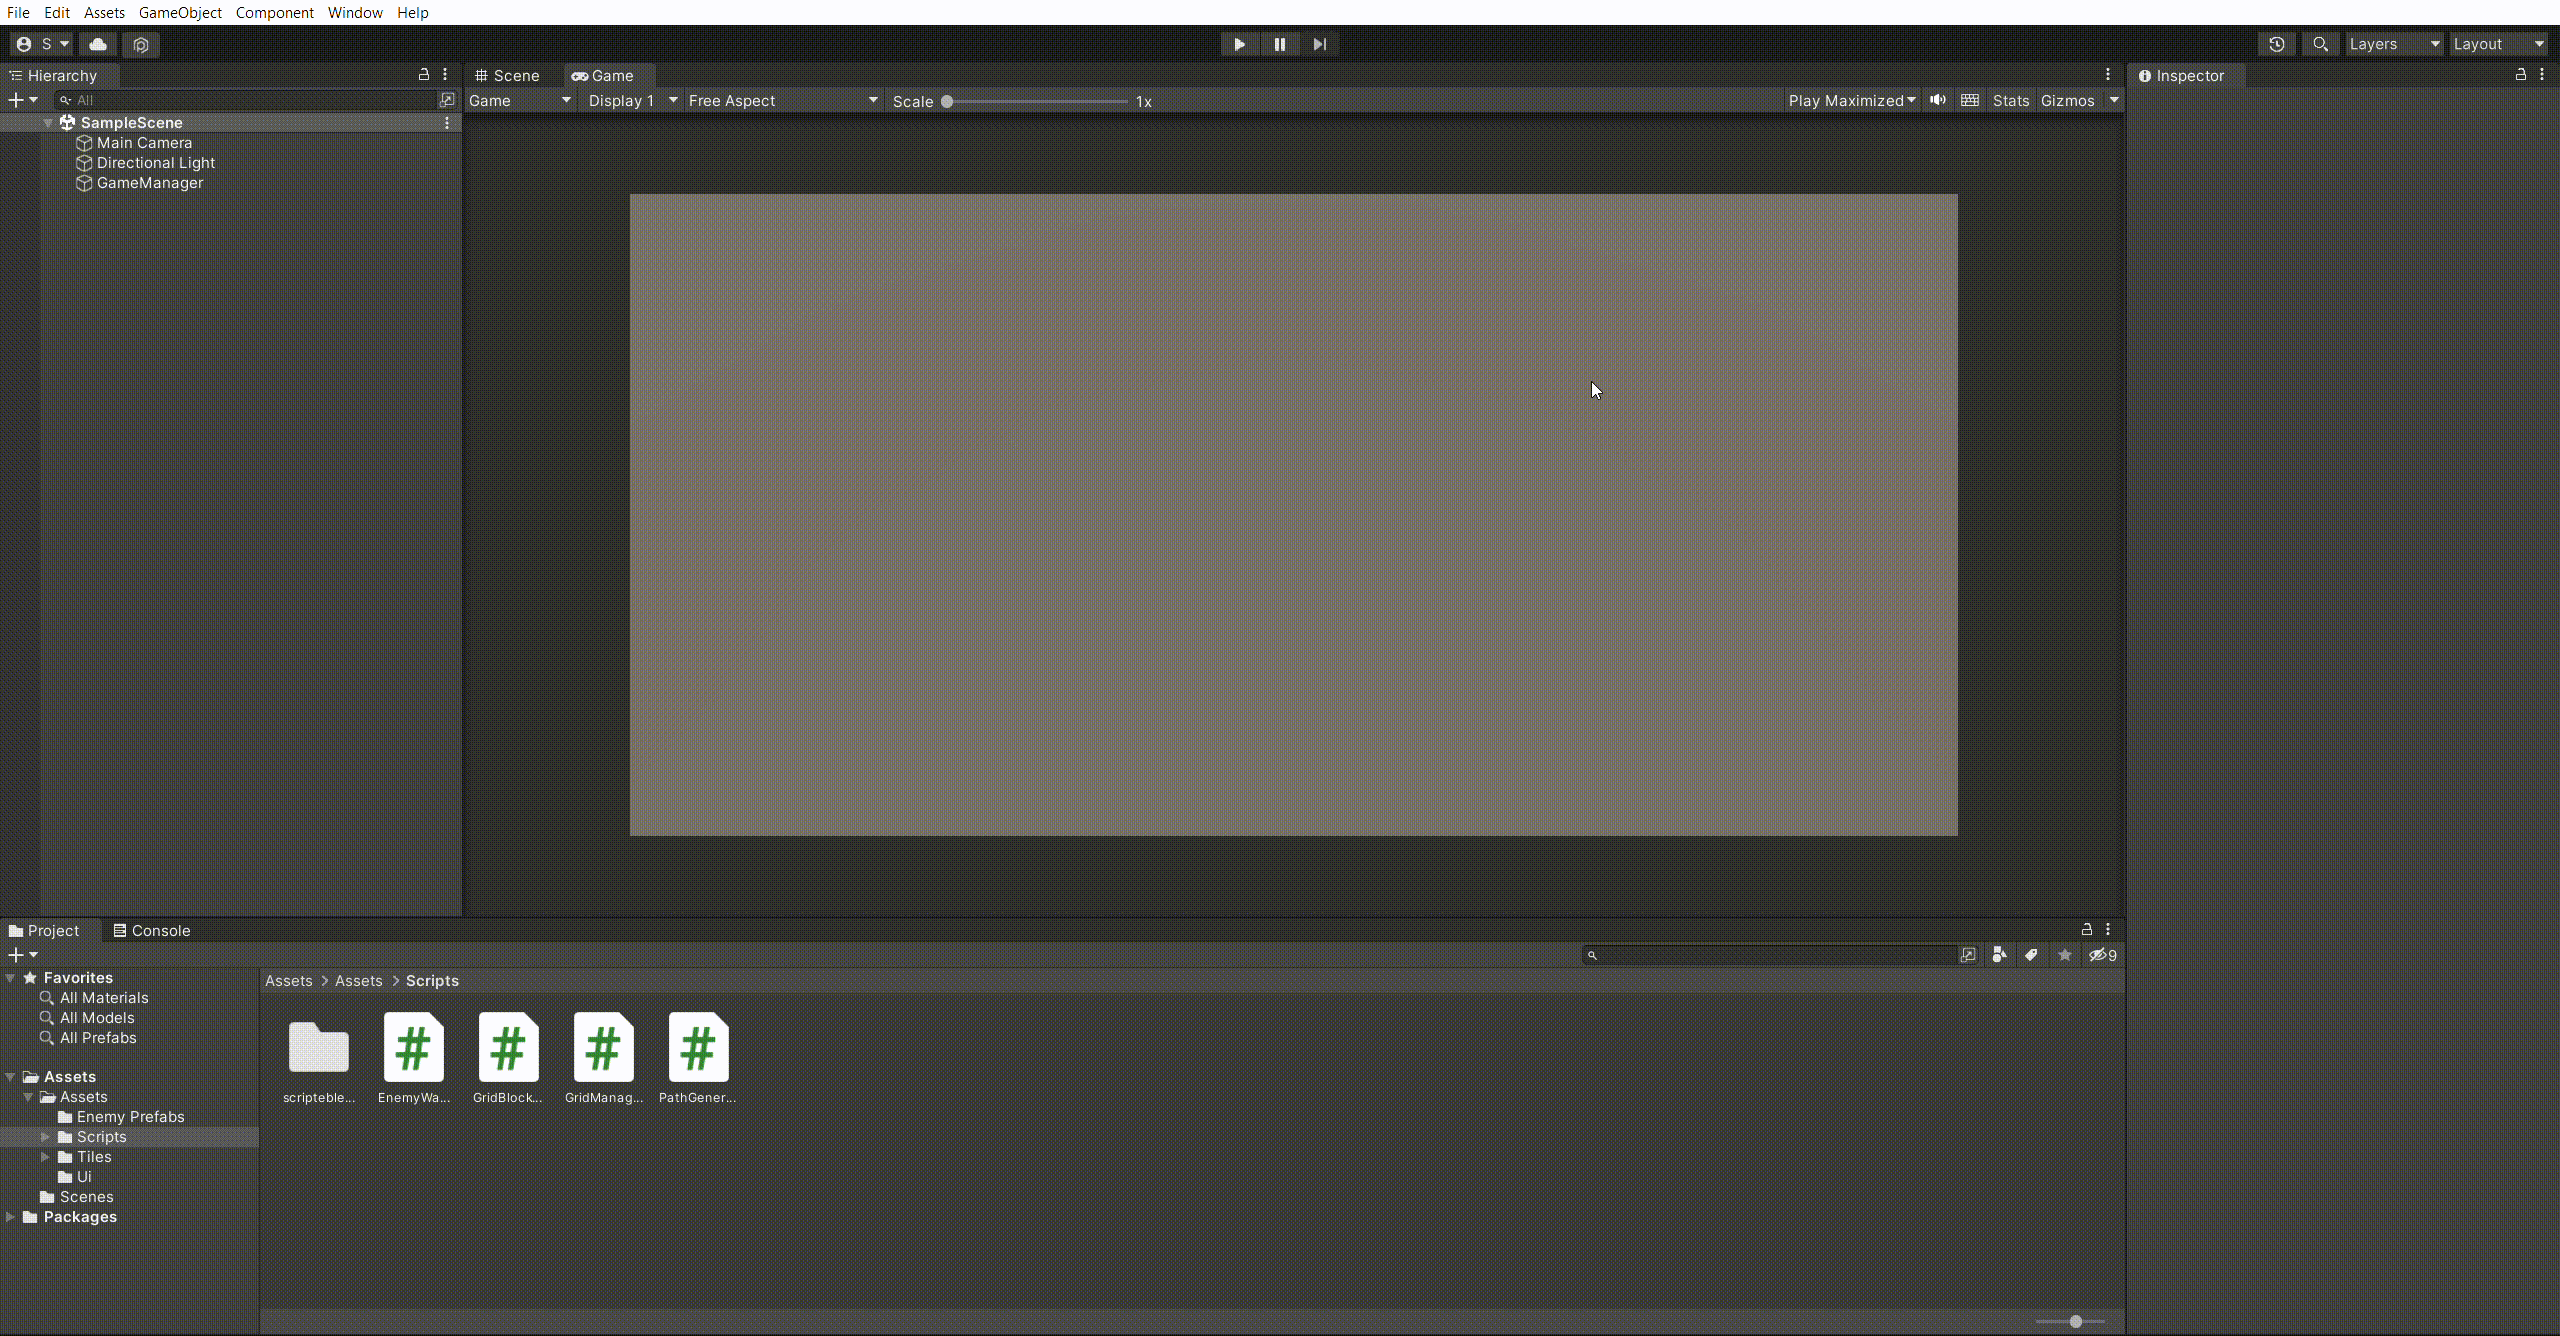 File Edit Assets GameObject Component Window Help
S Layers Layout
Hierarchy
All
SampleScene
Main Camera
Directional Light
GameManager
Scene Game
Game Display 1 Free Aspect Scale 1x Play Maximized Stats Gizmos
Inspector
Project Console
9
Favorites
All Materials
All Models
All Prefabs
Assets
Assets
Enemy Prefabs
Scripts
Tiles
Ui
Scenes
Packages
Assets > Assets > Scripts
# # # #
scripteble... EnemyWa... GridBlock... GridManag... PathGener...